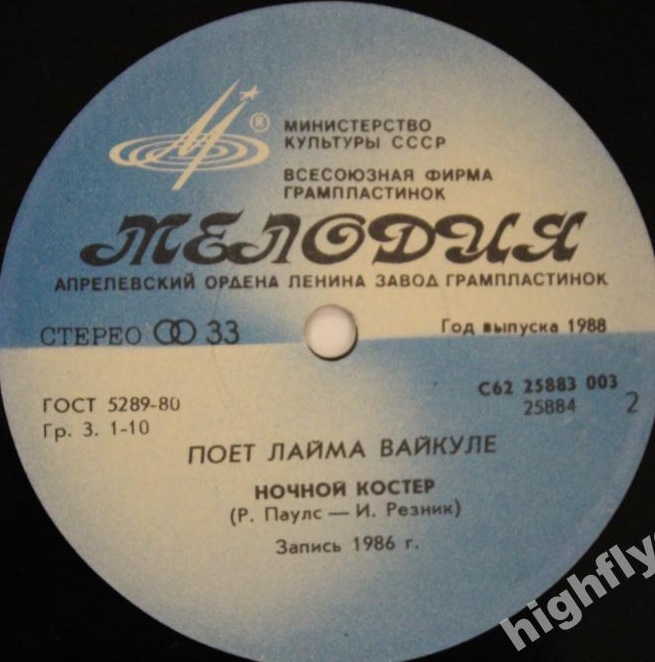 ®
МИНИСТЕРСТВО
КУЛЬТУРЫ СССР
ВСЕСОЮЗНАЯ ФИРМА
ГРАМПЛАСТИНОК
МЕЛОДИЯ
АПРЕЛЕВСКИЙ ОРДЕНА ЛЕНИНА ЗАВОД ГРАМПЛАСТИНОК
СТЕРЕО 33
Год выпуска 1988
ГОСТ 5289-80
Гр. 3. 1-10
С62 25883 003
25884 2
ПОЕТ ЛАЙМА ВАЙКУЛЕ
НОЧНОЙ КОСТЕР
(Р. Паулс — И. Резник)
Запись 1986 г.
highfly